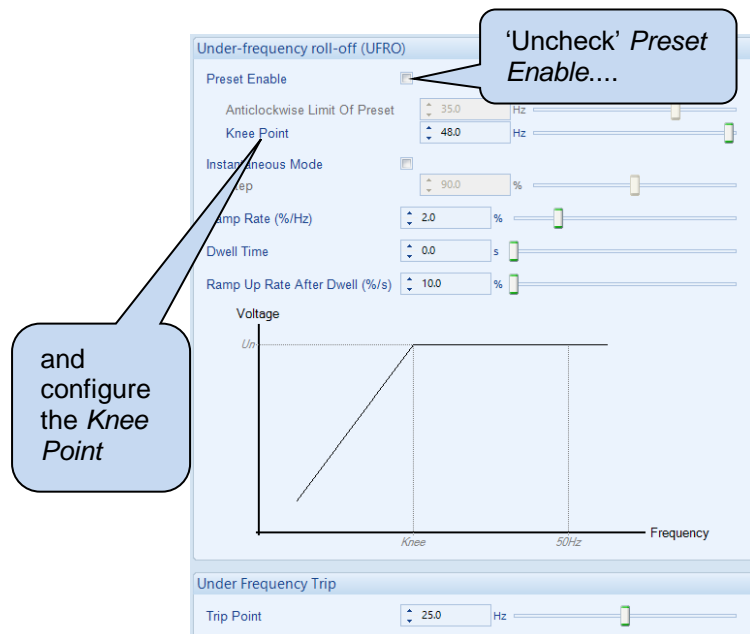 Under-frequency roll-off (UFRO)
‘Uncheck’ Preset
Enable....
Preset Enable
Anticlockwise Limit Of Preset 35.0 Hz
Knee Point 48.0 Hz
Instantaneous Mode
90.0 %
Ramp Rate (%/Hz) 2.0 %
Dwell Time 0.0 s
Ramp Up Rate After Dwell (%/s) 10.0 %
and
configure
the Knee
Point
Voltage
Un
Frequency
Knee 50Hz
Under Frequency Trip
Trip Point 25.0 Hz